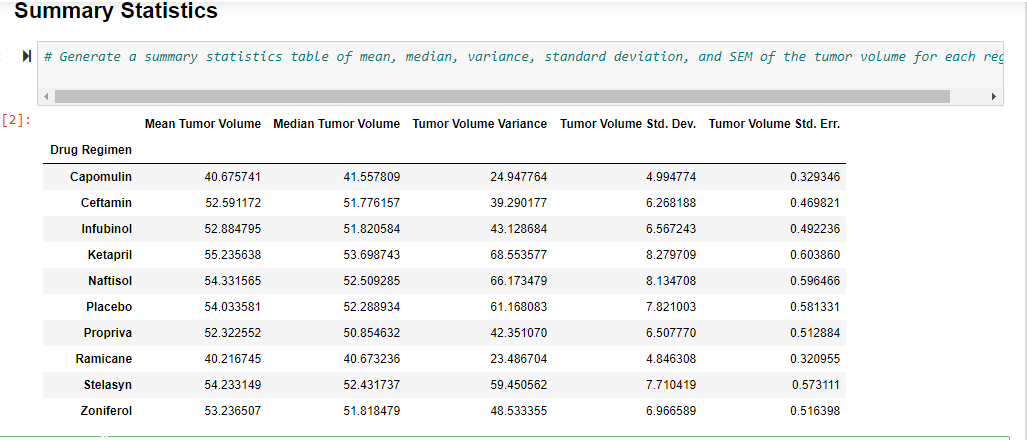 Summary Statistics
# Generate a summary statistics table of mean, median, variance, standard deviation, and SEM of the tumor volume for each reg
[2]:
Mean Tumor Volume Median Tumor Volume Tumor Volume Variance Tumor Volume Std. Dev. Tumor Volume Std. Err.
Drug Regimen
Capomulin 40.675741 41.557809 24.947764 4.994774 0.329346
Ceftamin 52.591172 51.776157 39.290177 6.268188 0.469821
Infubinol 52.884795 51.820584 43.128684 6.567243 0.492236
Ketapril 55.235638 53.698743 68.553577 8.279709 0.603860
Naftisol 54.331565 52.509285 66.173479 8.134708 0.596466
Placebo 54.033581 52.288934 61.168083 7.821003 0.581331
Propriva 52.322552 50.854632 42.351070 6.507770 0.512884
Ramicane 40.216745 40.673236 23.486704 4.846308 0.320955
Stelasyn 54.233149 52.431737 59.450562 7.710419 0.573111
Zoniferol 53.236507 51.818479 48.533355 6.966589 0.516398